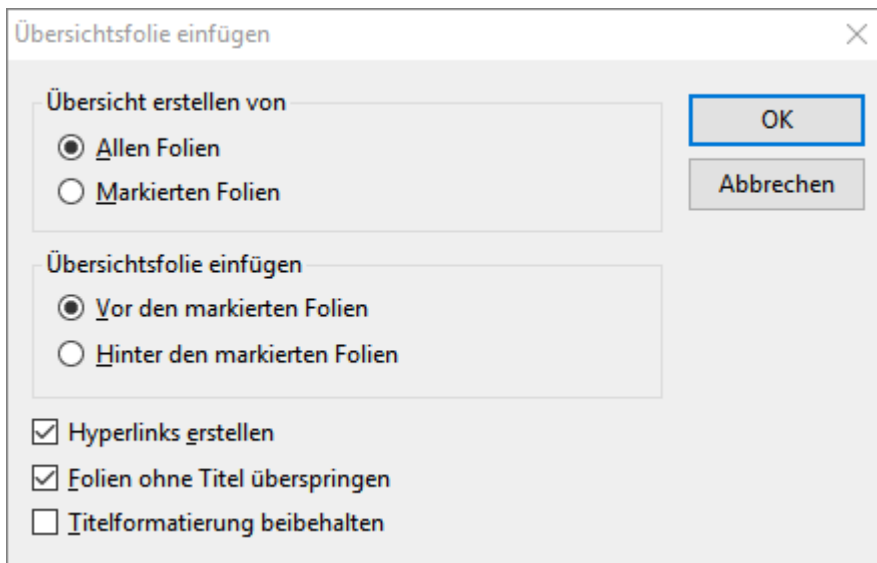 Übersichtsfolie einfügen
Übersicht erstellen von
Allen Folien
Markierten Folien
OK
Abbrechen
Übersichtsfolie einfügen
Vor den markierten Folien
Hinter den markierten Folien
Hyperlinks erstellen
Folien ohne Titel überspringen
Titelformatierung beibehalten